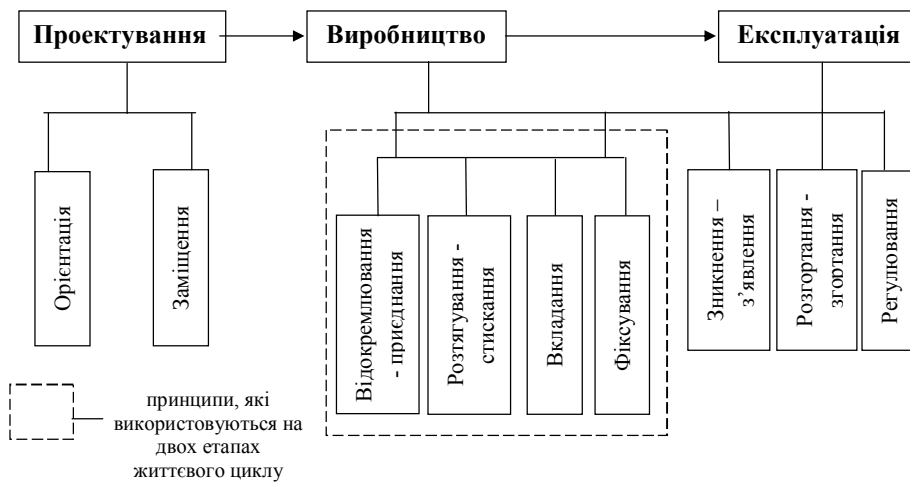 Проектування
Виробництво
Експлуатація
Орієнтація
Заміщення
Відокремлювання
- приєднання
Розтягування -
стискання
Вкладання
Фіксування
Зникнення –
з’явлення
Розгортання -
згортання
Регулювання
принципи, які
використовуються на
двох етапах
життєвого циклу